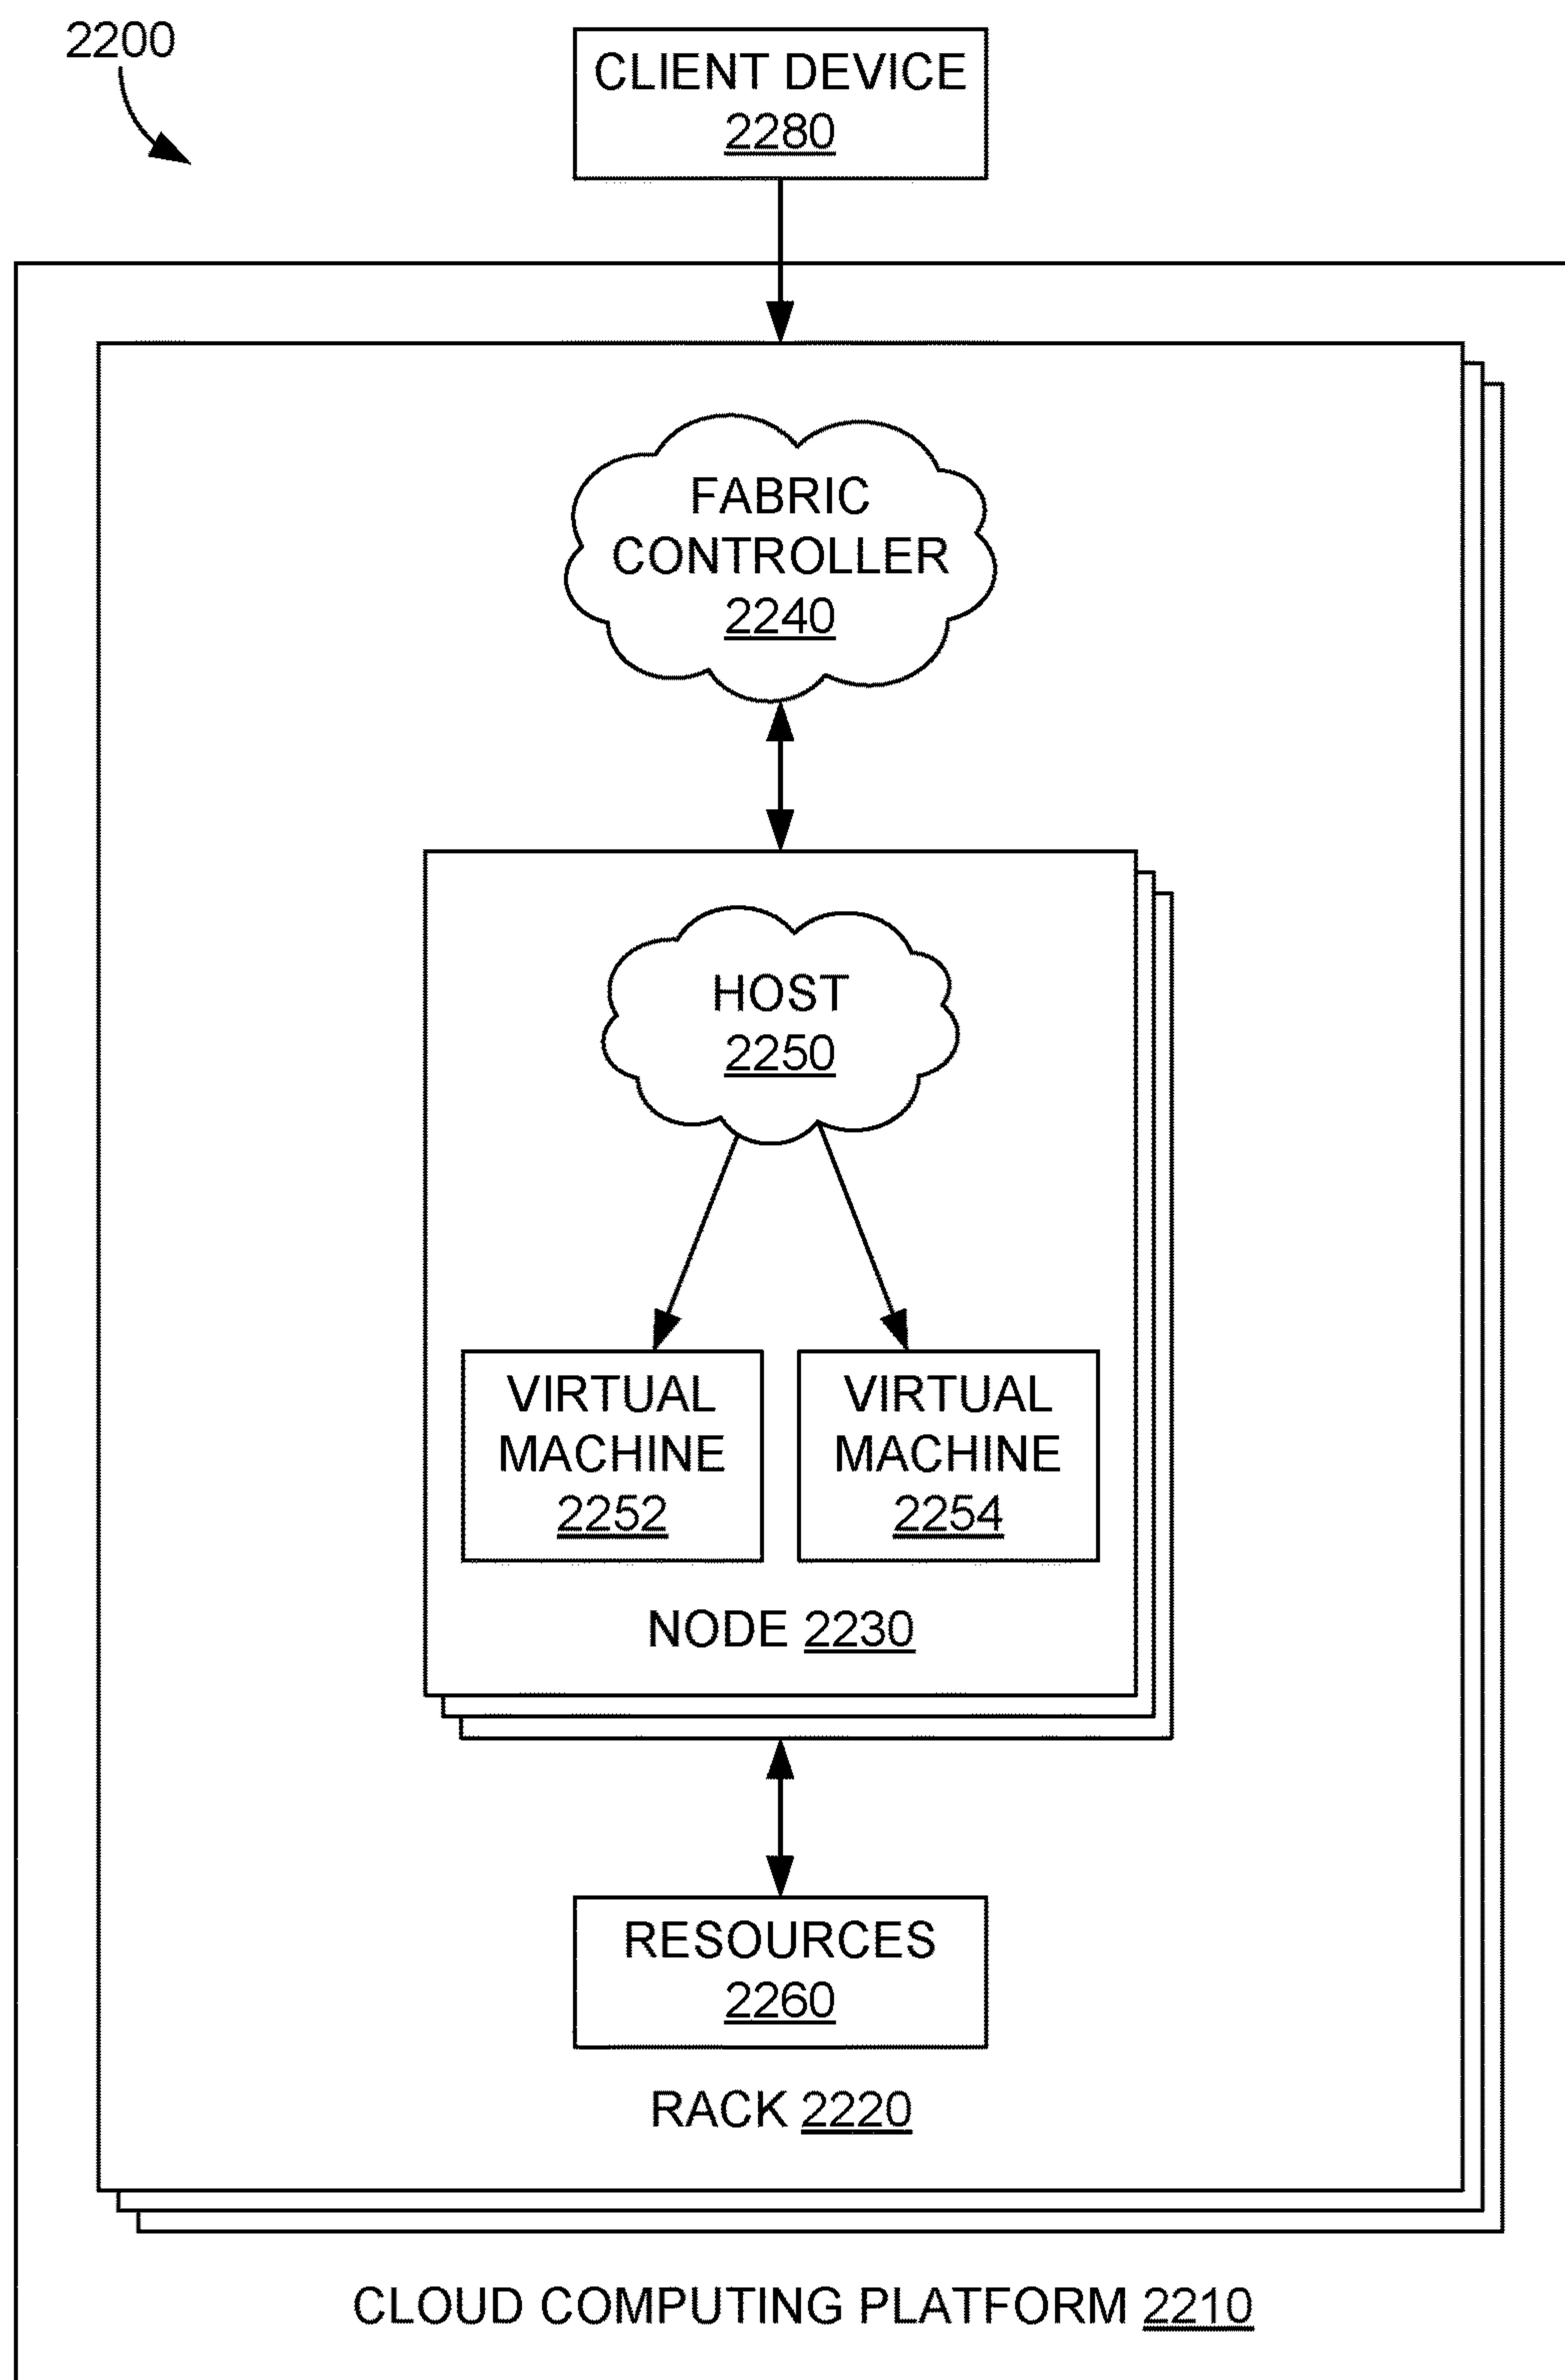 2200
CLIENT DEVICE
2280
FABRIC
CONTROLLER
2240
HOST
2250
VIRTUAL
MACHINE
2252
VIRTUAL
MACHINE
2254
NODE 2230
RESOURCES
2260
RACK 2220
CLOUD COMPUTING PLATFORM 2210